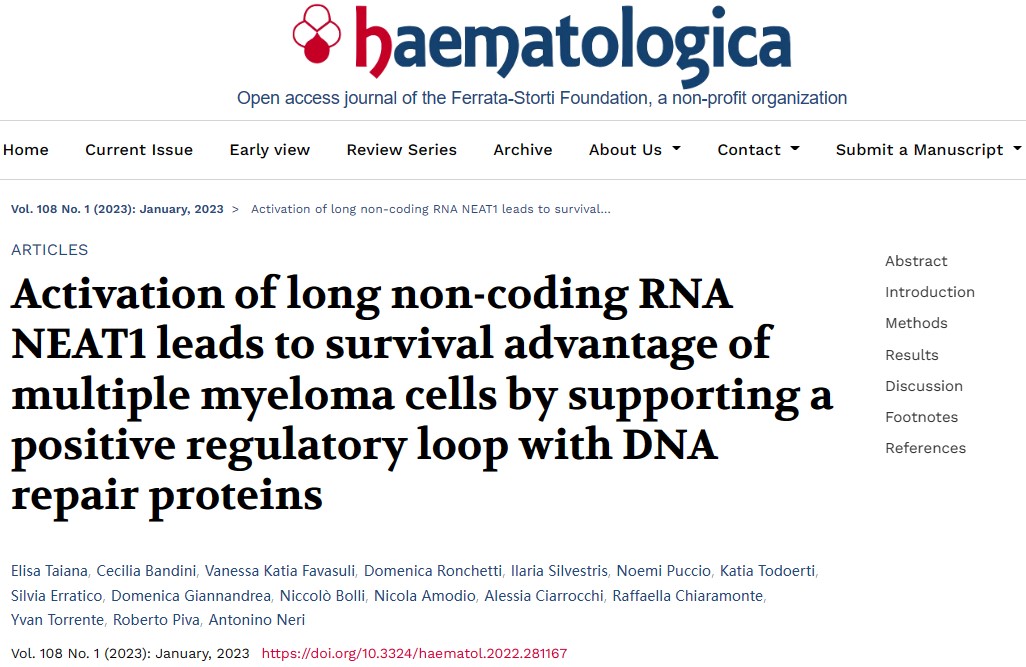 haematologica
Open access journal of the Ferrata-Storti Foundation, a non-profit organization
Home Current Issue Early view Review Series Archive About Us Contact Submit a Manuscript
Vol. 108 No. 1 (2023): January, 2023 > Activation of long non-coding RNA NEAT1 leads to survival...
ARTICLES
Activation of long non-coding RNA
NEAT1 leads to survival advantage of
multiple myeloma cells by supporting a
positive regulatory loop with DNA
repair proteins
Elisa Taiana, Cecilia Bandini, Vanessa Katia Favasuli, Domenica Ronchetti, Ilaria Silvestris, Noemi Puccio, Katia Todoerti,
Silvia Erratico, Domenica Giannandrea, Niccolò Bolli, Nicola Amodio, Alessia Ciarrocchi, Raffaella Chiaramonte,
Yvan Torrente, Roberto Piva, Antonino Neri
Vol. 108 No. 1 (2023): January, 2023 https://doi.org/10.3324/haematol.2022.281167
Abstract
Introduction
Methods
Results
Discussion
Footnotes
References